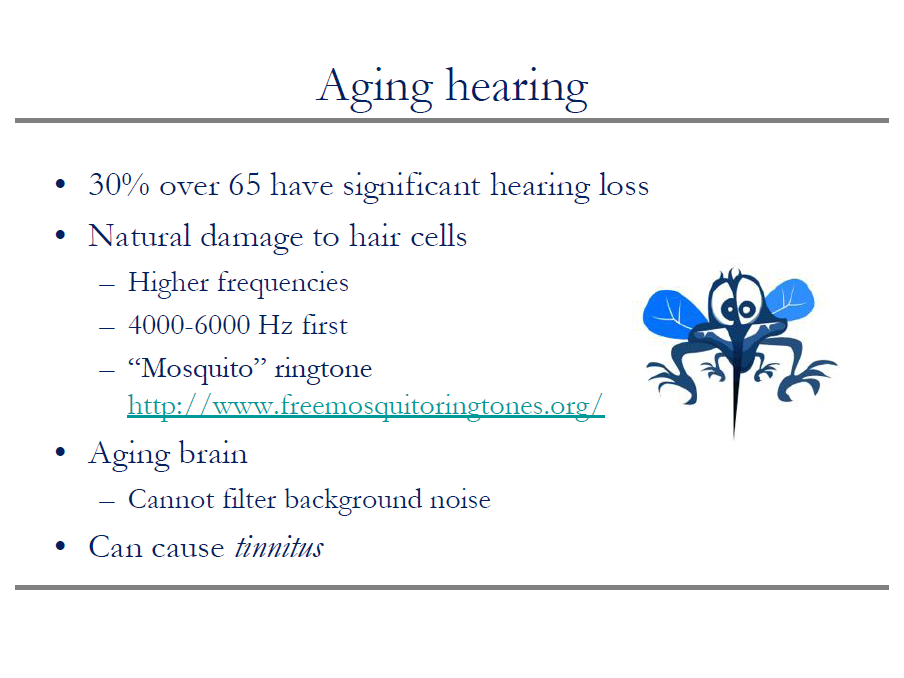 Aging hearing
• 30% over 65 have significant hearing loss
• Natural damage to hair cells
– Higher frequencies
– 4000-6000 Hz first
– “Mosquito” ringtone
http://www.freemosquitoringtones.org/
• Aging brain
– Cannot filter background noise
• Can cause tinnitus